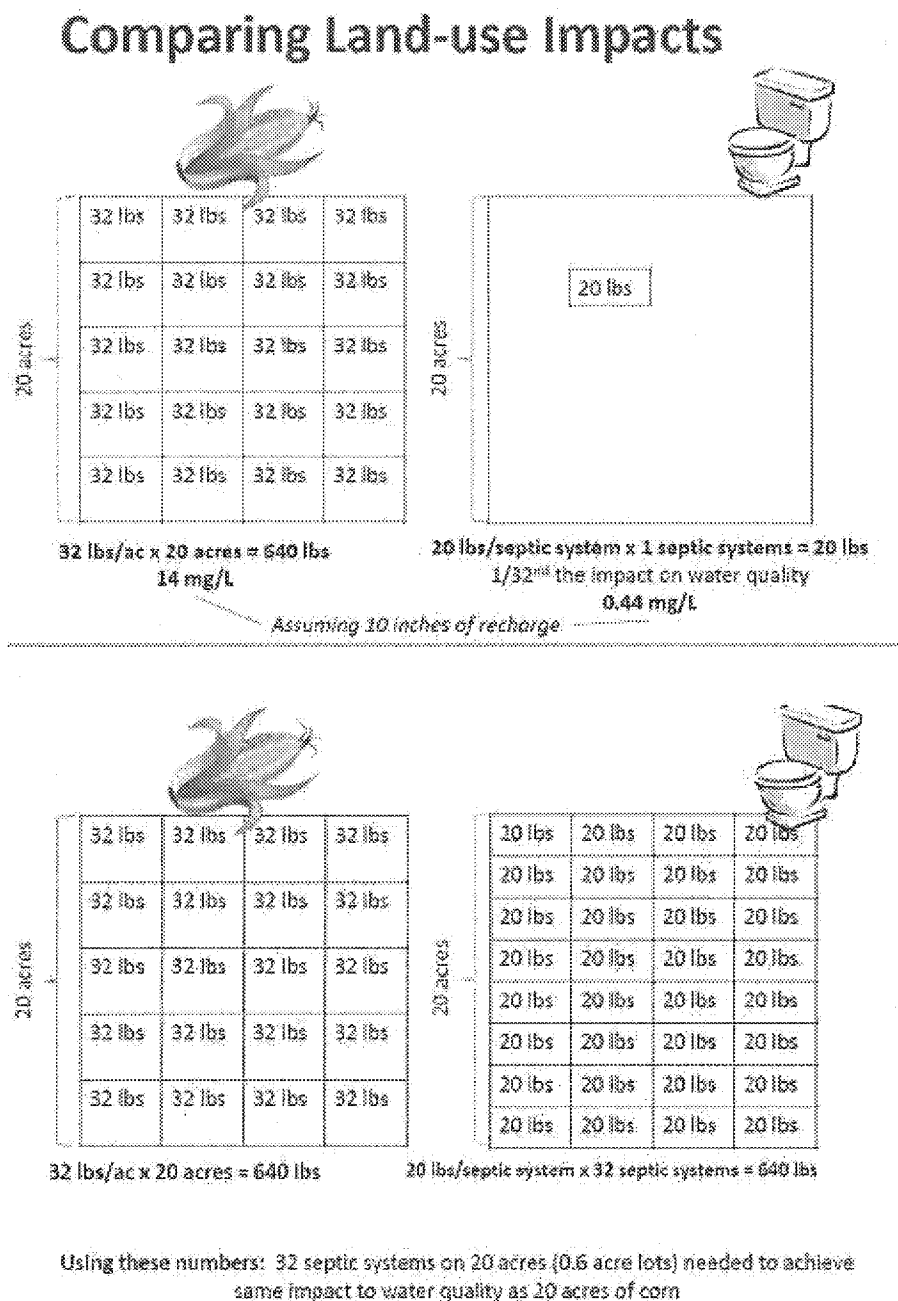 Comparing Land-use Impacts
20 acres
32 lbs 32 lbs 32 lbs 32 lbs
32 lbs 32 lbs 32 lbs 32 lbs
32 lbs 32 lbs 32 lbs 32 lbs
32 lbs 32 lbs 32 lbs 32 lbs
32 lbs 32 lbs 32 lbs 32 lbs
32 lbs/ac x 20 acres = 640 lbs
14 mg/L
20 acres
20 lbs
20 lbs/septic system x 1 septic systems = 20 lbs
1/32nd the impact on water quality
0.44 mg/L
Assuming 10 inches of recharge
20 acres
32 lbs 32 lbs 32 lbs 32 lbs
32 lbs 32 lbs 32 lbs 32 lbs
32 lbs 32 lbs 32 lbs 32 lbs
32 lbs 32 lbs 32 lbs 32 lbs
32 lbs 32 lbs 32 lbs 32 lbs
32 lbs/ac x 20 acres = 640 lbs
20 acres
20 lbs 20 lbs 20 lbs 20 lbs
20 lbs 20 lbs 20 lbs 20 lbs
20 lbs 20 lbs 20 lbs 20 lbs
20 lbs 20 lbs 20 lbs 20 lbs
20 lbs 20 lbs 20 lbs 20 lbs
20 lbs 20 lbs 20 lbs 20 lbs
20 lbs 20 lbs 20 lbs 20 lbs
20 lbs 20 lbs 20 lbs 20 lbs
20 lbs/septic system x 32 septic systems = 640 lbs
Using these numbers: 32 septic systems on 20 acres (0.6 acre lots) needed to achieve
same impact to water quality as 20 acres of corn